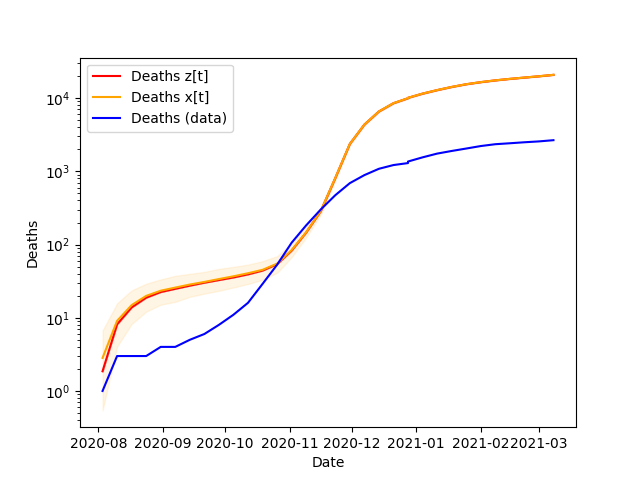 Deaths z[t]
Deaths x[t]
Deaths (data)
10⁴
10³
10²
10¹
10⁰
Deaths
2020-08 2020-09 2020-10 2020-11 2020-12 2021-01 2021-02 2021-03
Date